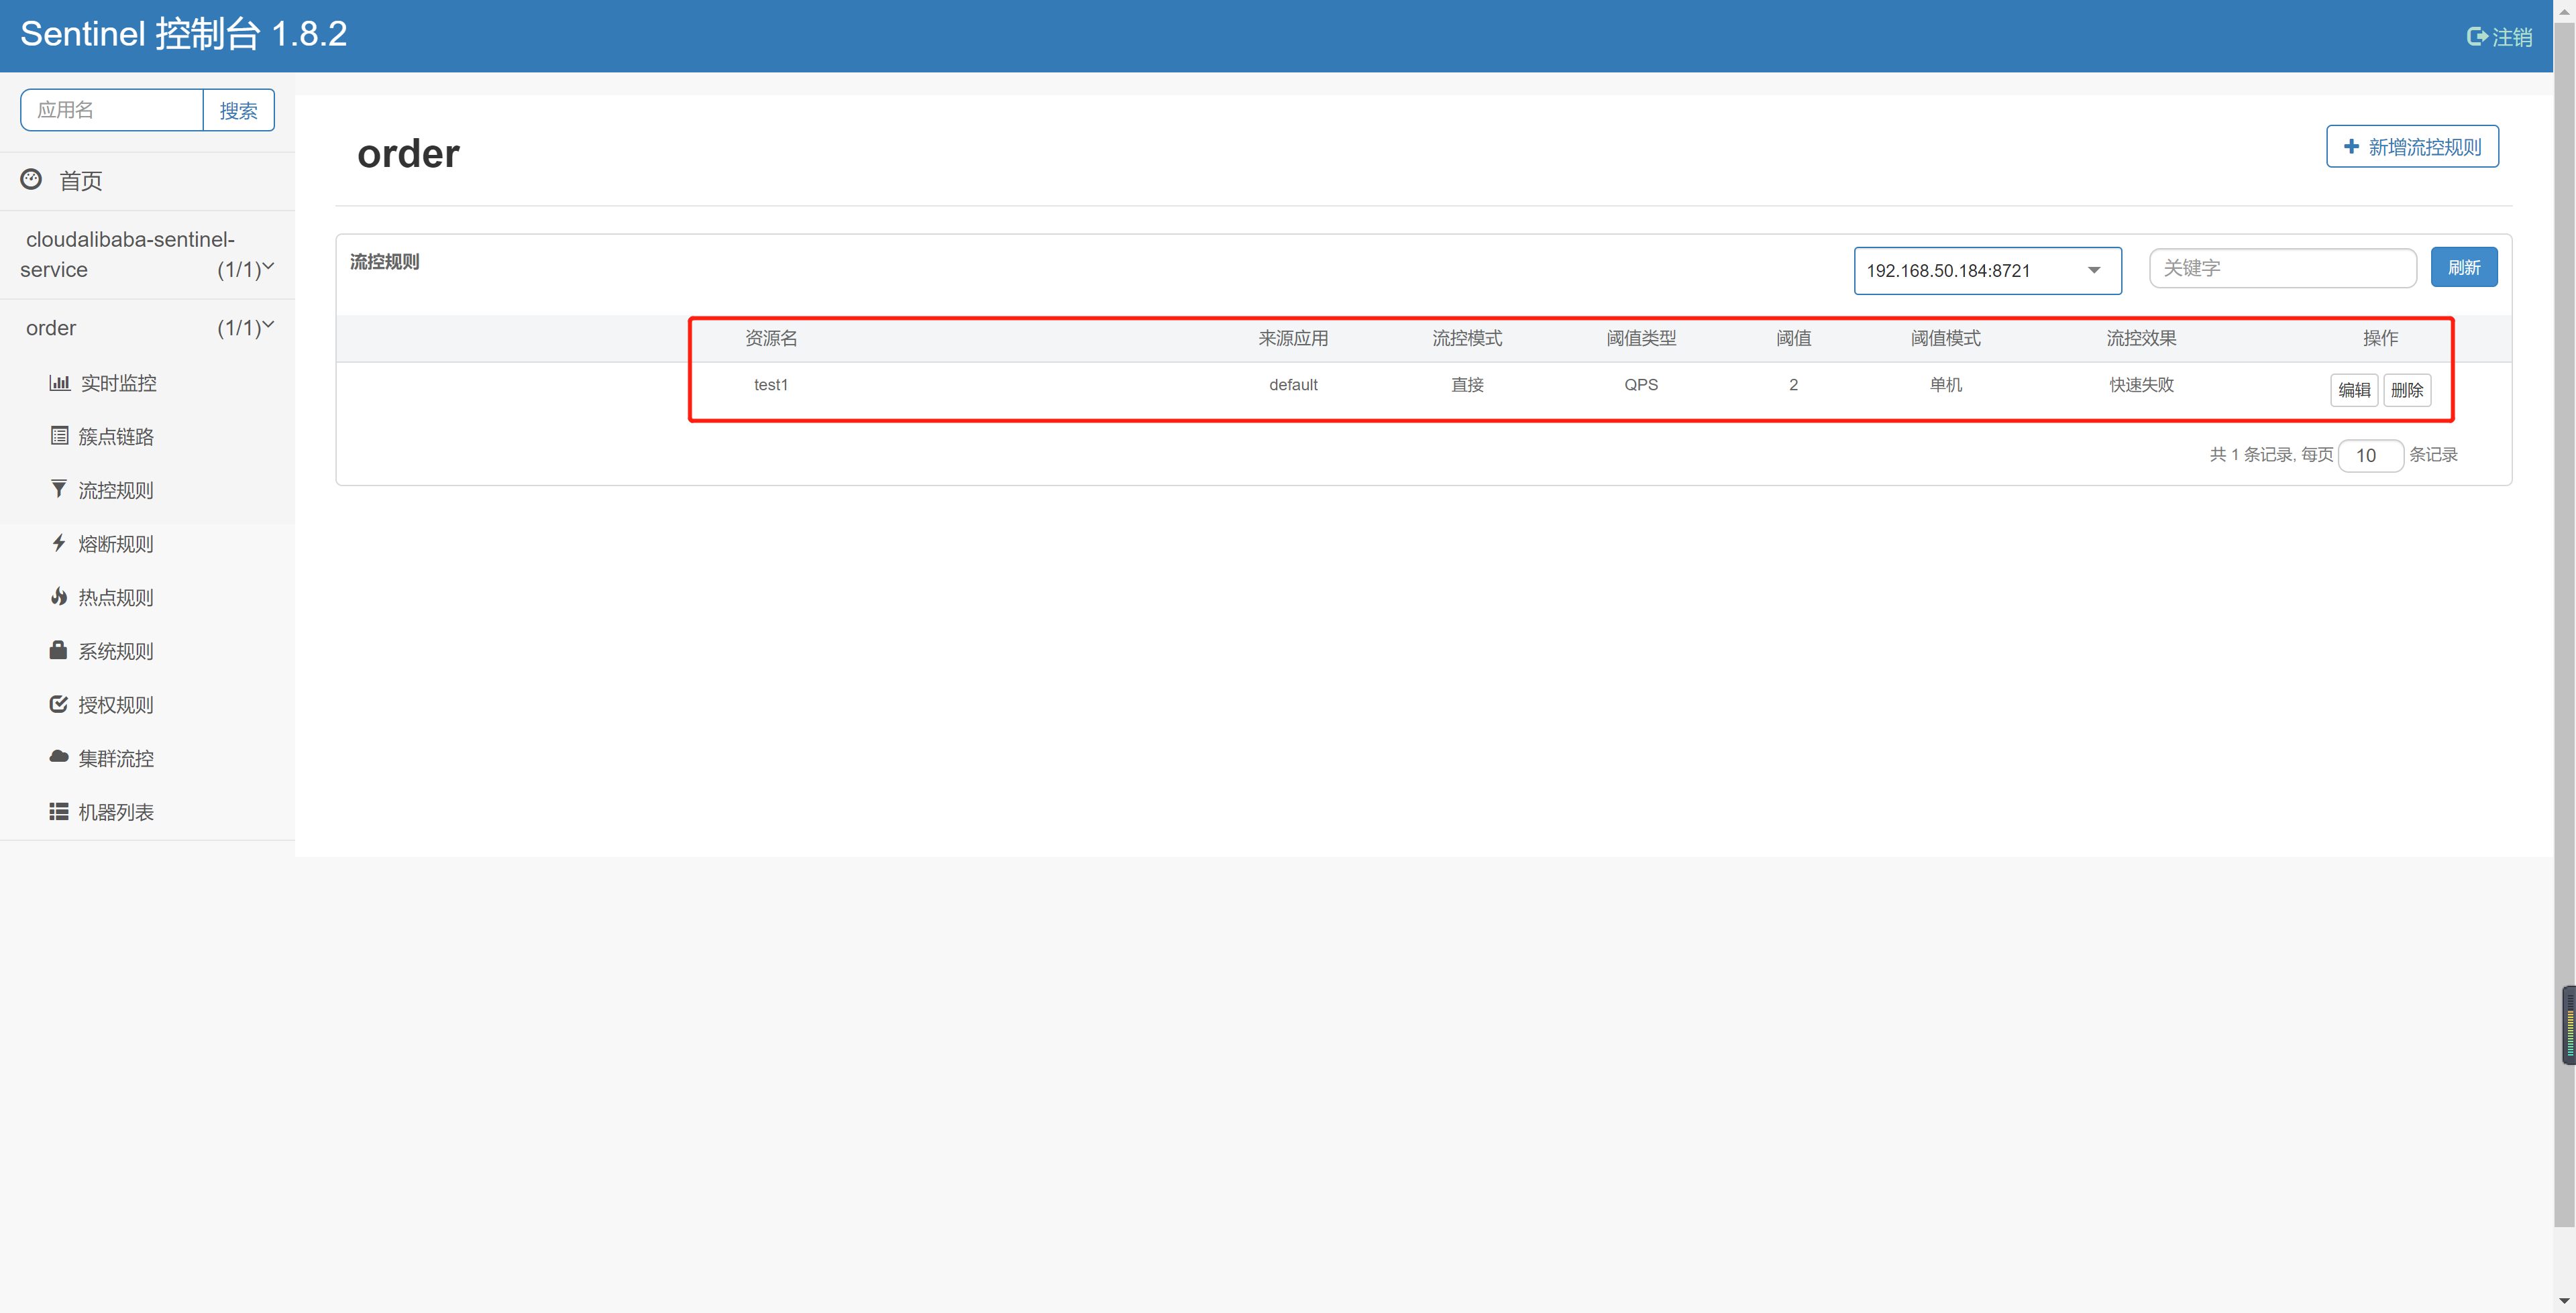 Sentinel 控制台 1.8.2
注销
应用名 搜索
首页
cloudalibaba-sentinel-
service (1/1)
order (1/1)
实时监控
簇点链路
流控规则
熔断规则
热点规则
系统规则
授权规则
集群流控
机器列表
order
新增流控规则
流控规则 192.168.50.184:8721 关键字 刷新
资源名 来源应用 流控模式 阈值类型 阈值 阈值模式 流控效果 操作
test1 default 直接 QPS 2 单机 快速失败 编辑 删除
共 1 条记录, 每页 10 条记录